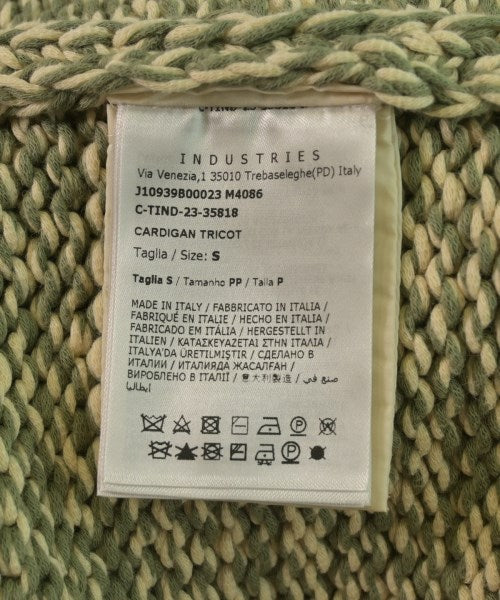 INDUSTRIES
Via Venezia,1 35010 Trebaseleghe(PD) Italy
J10939B00023 M4086
C-TIND-23-35818
CARDIGAN TRICOT
Taglia / Size: S
Taglia S / Tamanho PP / Talla P
MADE IN ITALY / FABBRICATO IN ITALIA /
FABRIQUÉ EN ITALIE / HECHO EN ITALIA /
FABRICADO EM ITÁLIA / HERGESTELLT IN
ITALIEN / ΚΑΤΑΣΚΕΥΑΖΕΤΑΙ ΣΤΗΝ ΙΤΑΛΙΑ /
ITALYA'DA ÜRETILMIŞTIR / СДЕЛАНО В
ИТАЛИИ / ИТАЛИЯДА ЖАСАЛҒАН /
ВИРОБЛЕНО В ІТАЛІЇ / 意大利製造 / صنع في
إيطاليا